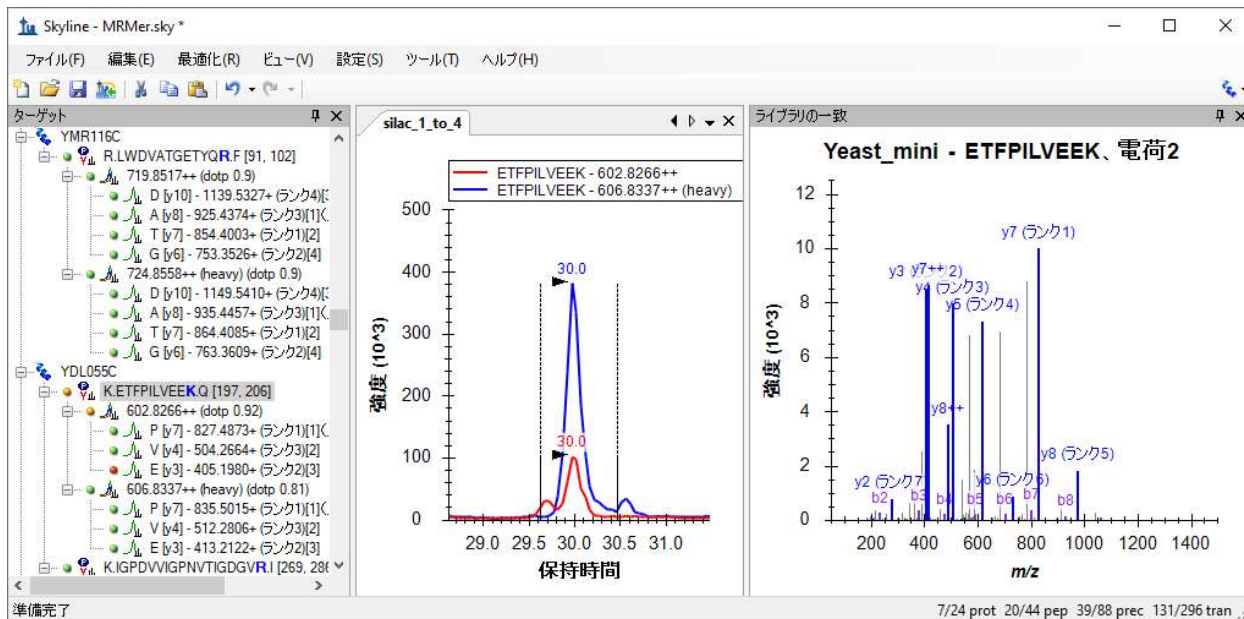 Skyline - MRMer.sky *
ファイル(F) 編集(E) 最適化(R) ビュー(V) 設定(S) ツール(T) ヘルプ(H)
ターゲット
YMR116C
R.LWDVATGETYQR.F [91, 102]
719.8517++ (dotp 0.9)
D [y10] - 1139.5327+ (ランク4)[3
A [y8] - 925.4374+ (ランク3)[1](
T [y7] - 854.4003+ (ランク1)[2]
G [y6] - 753.3526+ (ランク2)[4]
724.8558++ (heavy) (dotp 0.9)
D [y10] - 1149.5410+ (ランク4)[3
A [y8] - 935.4457+ (ランク3)[1](
T [y7] - 864.4085+ (ランク1)[2]
G [y6] - 763.3609+ (ランク2)[4]
YDL055C
K.ETFPILVEEK.Q [197, 206]
602.8266++ (dotp 0.92)
P [y7] - 827.4873+ (ランク1)[1](
V [y4] - 504.2664+ (ランク3)[2]
E [y3] - 405.1980+ (ランク2)[3]
606.8337++ (heavy) (dotp 0.81)
P [y7] - 835.5015+ (ランク1)[1](
V [y4] - 512.2806+ (ランク3)[2]
E [y3] - 413.2122+ (ランク2)[3]
K.IGPDVVIGPNVTIGDGVR.I [269, 286
silac_1_to_4
ETFPILVEEK - 602.8266++
ETFPILVEEK - 606.8337++ (heavy)
強度 (10^3)
500
400
300
200
100
0
30.0
30.0
29.0 29.5 30.0 30.5 31.0
保持時間
ライブラリの一致
Yeast_mini - ETFPILVEEK、電荷2
強度 (10^3)
12
10
8
6
4
2
0
y7 (ランク1)
y3 y7++ 2)
y4 (ランク3)
y5 (ランク4)
y8++
y8 (ランク5)
y2 (ランク7)
y6 (ランク6)
b2 b3 b4 b5 b6 b7 b8
200 400 600 800 1000 1200 1400
m/z
準備完了
7/24 prot 20/44 pep 39/88 prec 131/296 tran